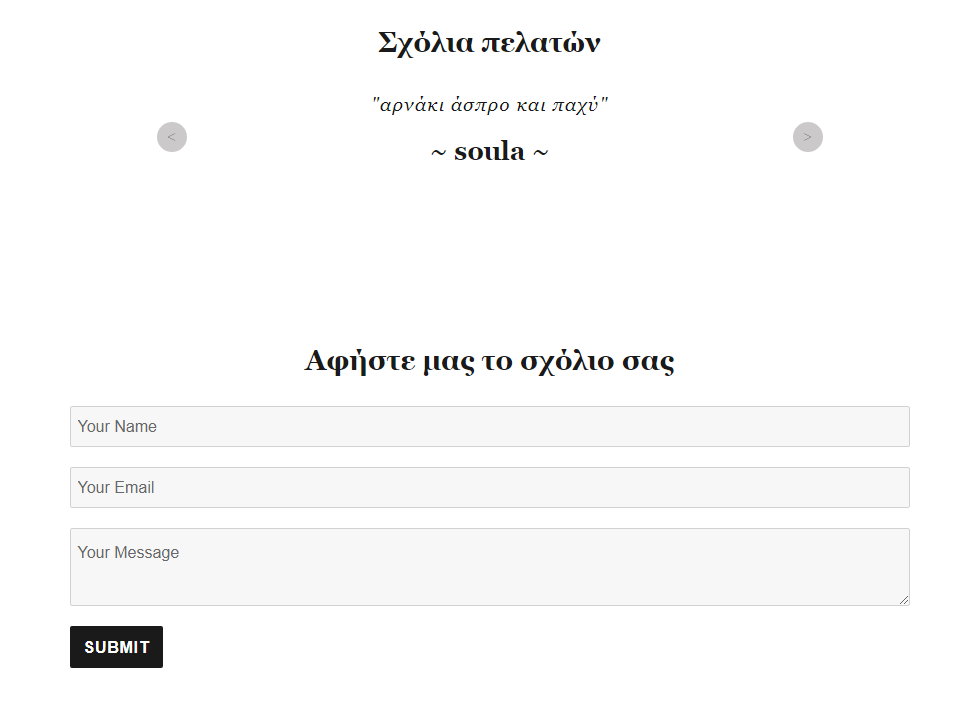 Σχόλια πελατών
"αρνάκι άσπρο και παχύ"
< >
~ soula ~
Αφήστε μας το σχόλιο σας
Your Name
Your Email
Your Message
SUBMIT